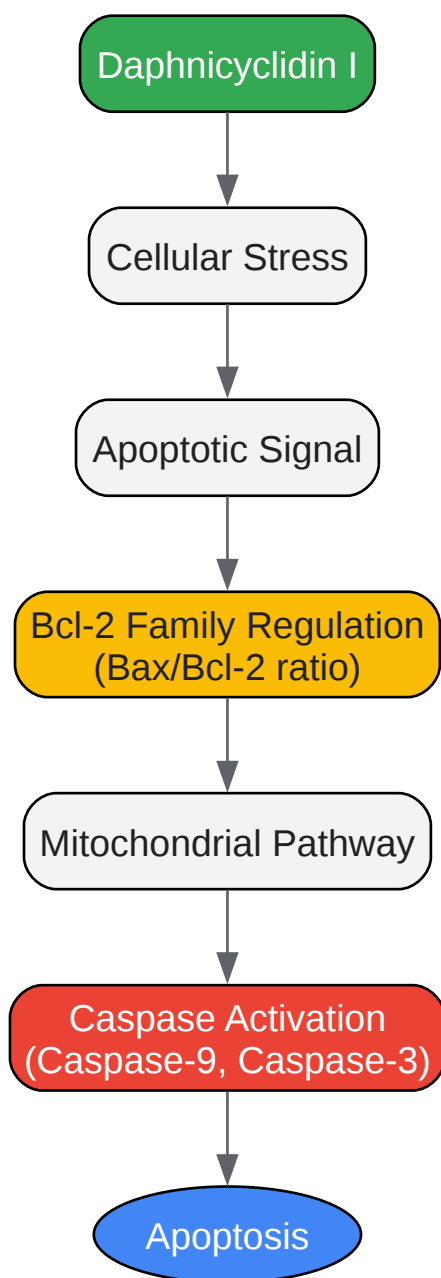 Daphnicyclidin I
Cellular Stress
Apoptotic Signal
Bcl-2 Family Regulation
(Bax/Bcl-2 ratio)
Mitochondrial Pathway
Caspase Activation
(Caspase-9, Caspase-3)
Apoptosis